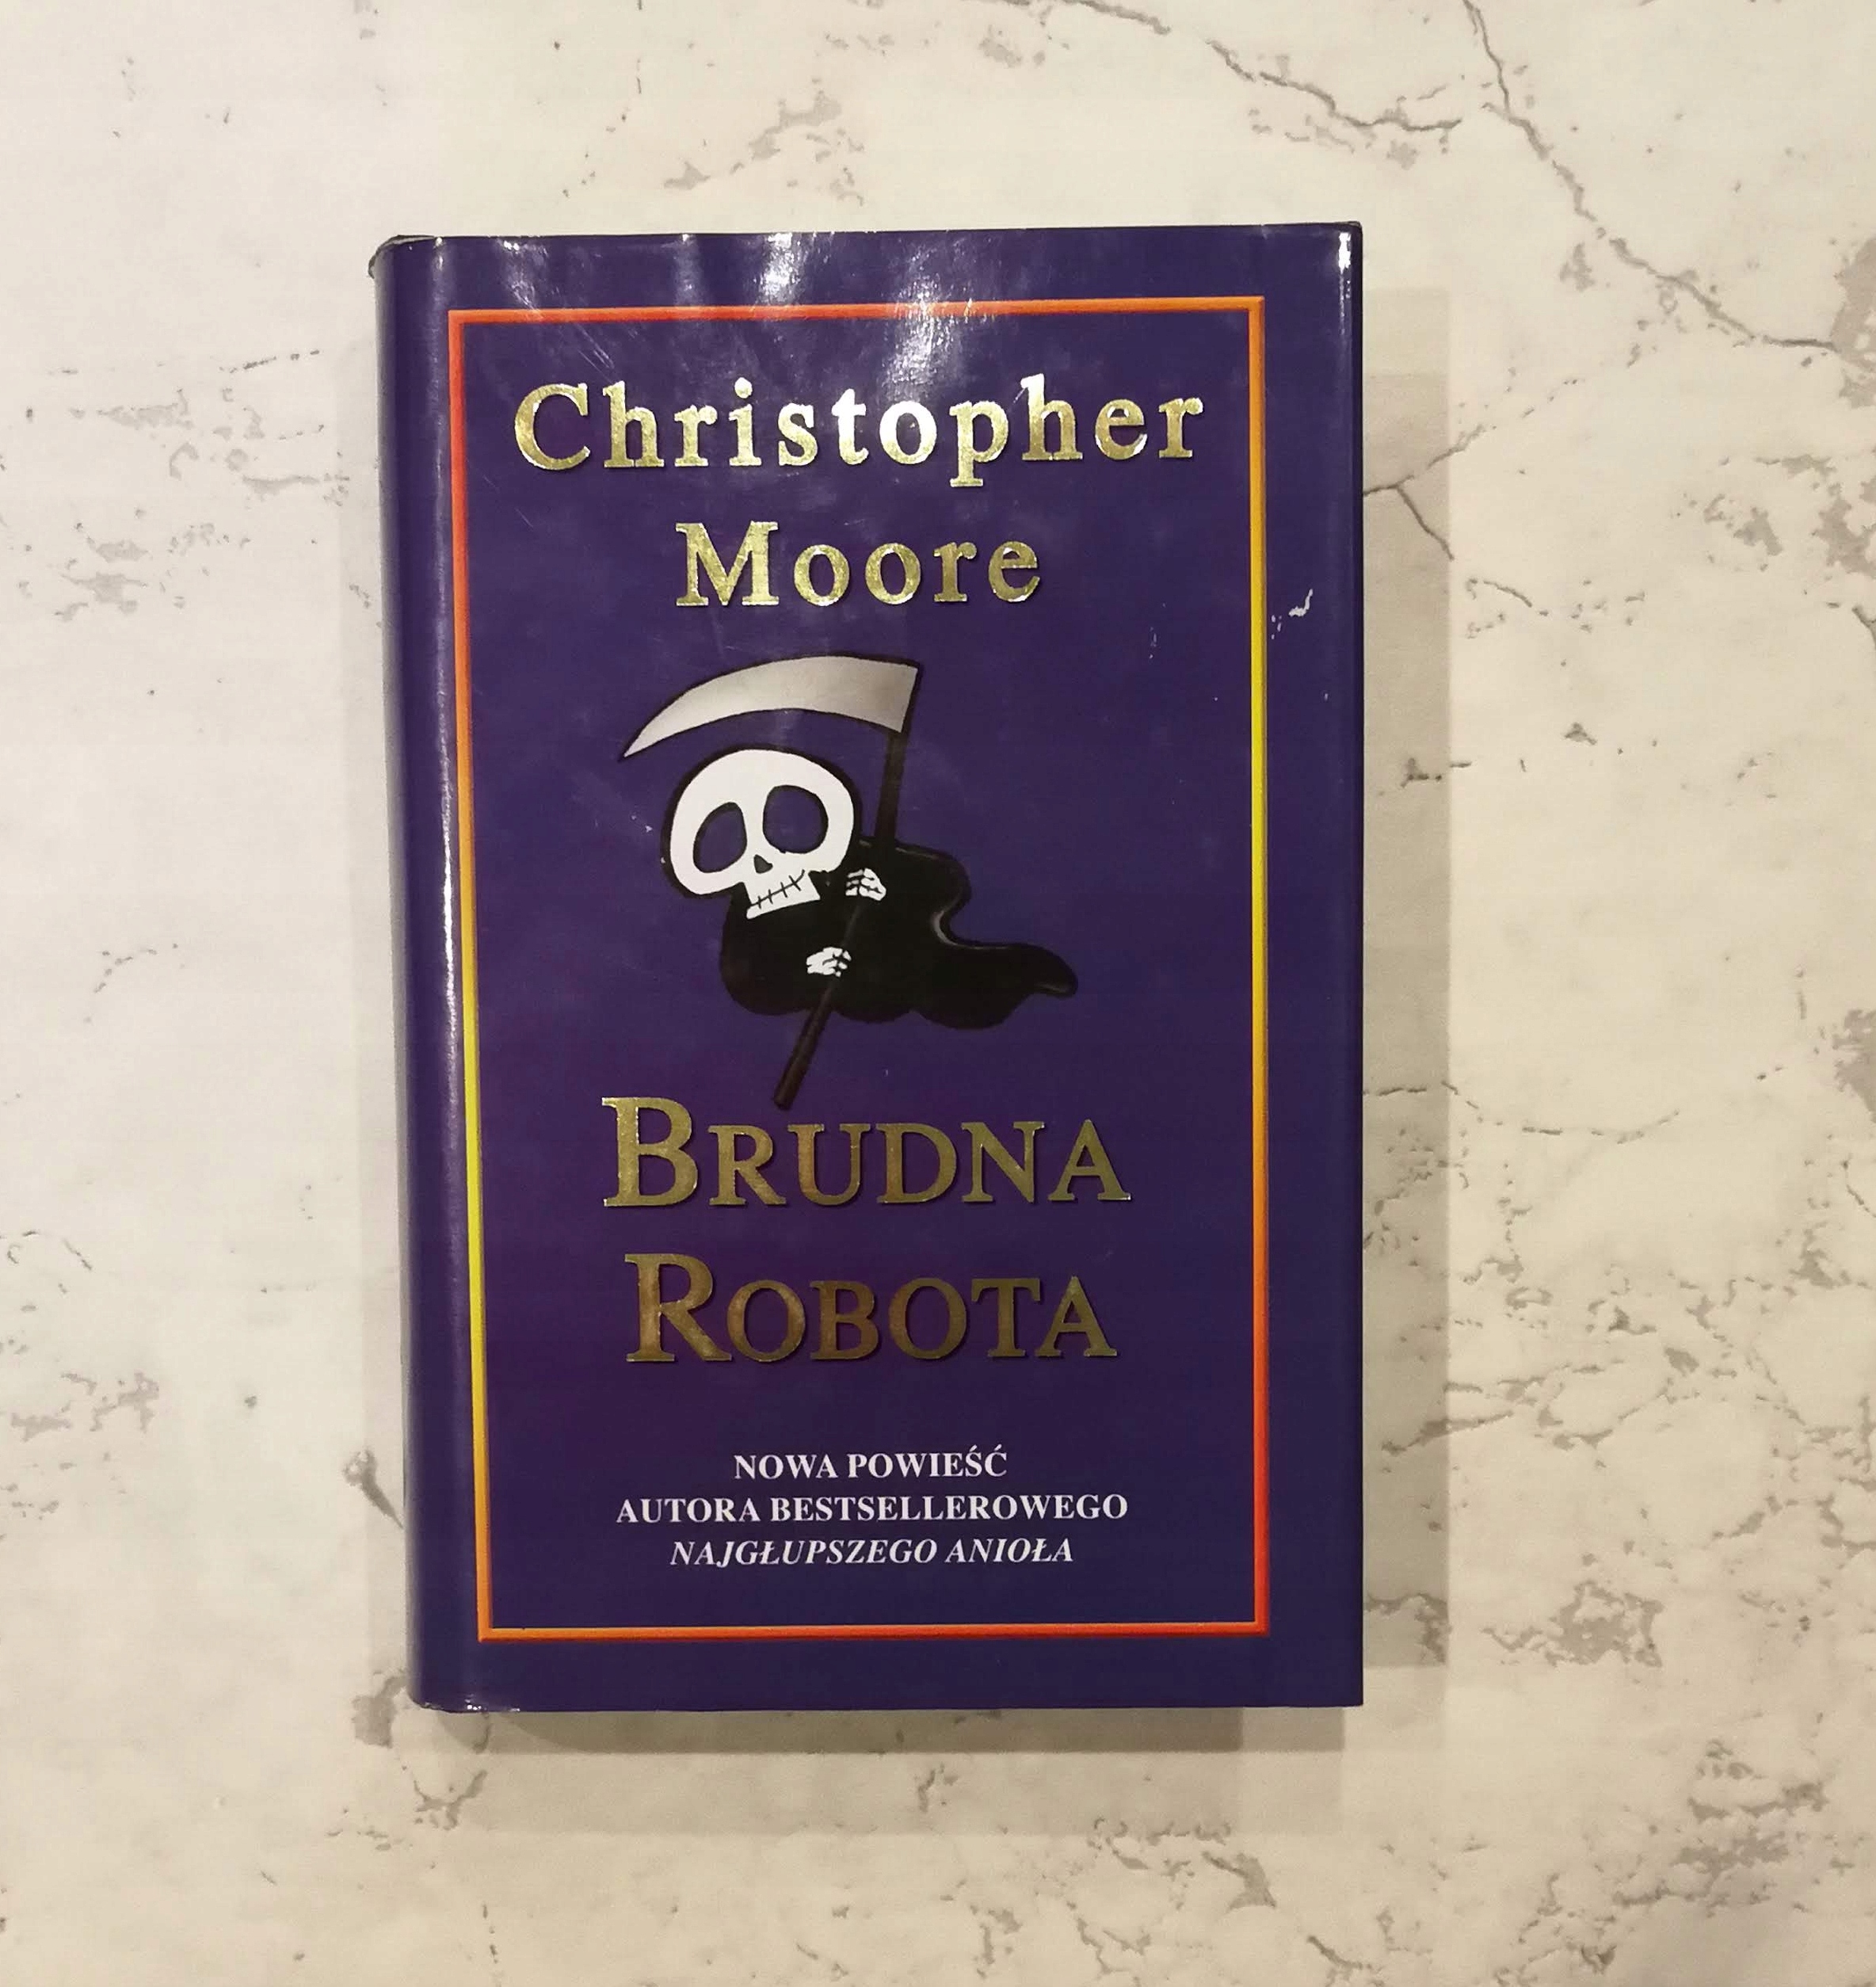 Christopher
Moore
BRUDNA
ROBOTA
NOWA POWIEŚĆ
AUTORA BESTSELLEROWEGO
NAJGŁUPSZEGO ANIOŁA